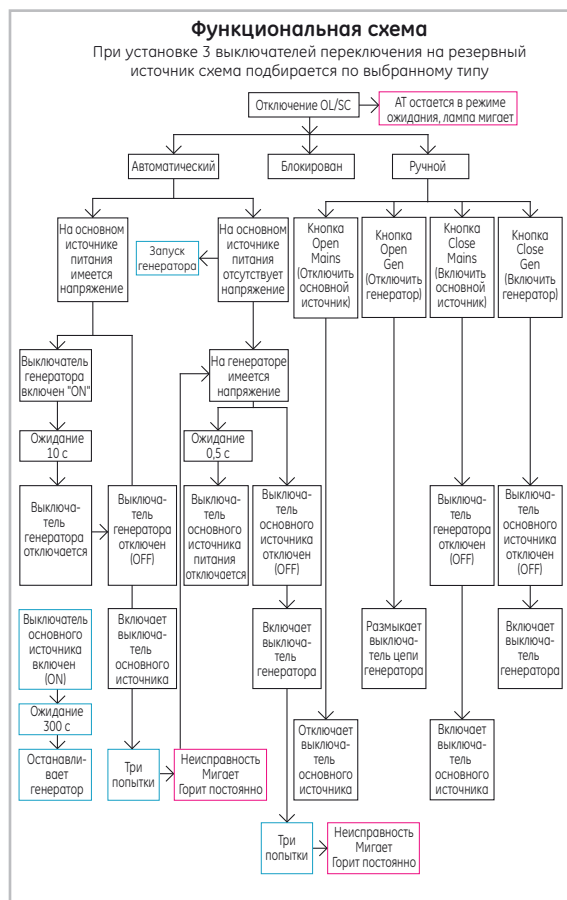 Функциональная схема
При установке 3 выключателей переключения на резервный
источник схема подбирается по выбранному типу
Отключение OL/SC
АТ остается в режиме
ожидания, лампа мигает
Автоматический
Блокирован
Ручной
На основном
источнике
питания
имеется
напряжение
Запуск
генератора
На основном
источнике
питания
отсутствует
напряжение
Кнопка
Open
Mains
(Отключить
основной
источник)
Кнопка
Open
Gen
(Отключить
генератор)
Кнопка
Close
Mains
(Включить
основной
источник)
Кнопка
Close
Gen
(Включить
генератор)
Выключатель
генератора
включен "ON"
На генераторе
имеется
напряжение
Ожидание
10 с
Ожидание
0,5 с
Выключа-
тель
генератора
отключается
Выключа-
тель
генератора
отключен
(OFF)
Выключа-
тель
основного
источника
питания
отключается
Выключа-
тель
основного
источника
отключен
(OFF)
Выключа-
тель
генератора
отключен
(OFF)
Выключа-
тель
основного
источника
отключен
(OFF)
Выключатель
основного
источника
включен
(ON)
Включает
выключа-
тель
основного
источника
Включает
выключа-
тель
генератора
Размыкает
выключа-
тель цепи
генератора
Включает
выключа-
тель
генератора
Ожидание
300 с
Останавли-
вает
генератор
Три
попытки
Неисправность
Мигает
Горит постоянно
Отключает
выключа-
тель
основного
источника
Включает
выключа-
тель
основного
источника
Три
попытки
Неисправность
Мигает
Горит постоянно